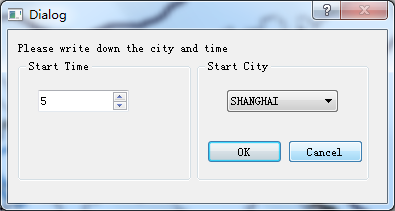 Dialog
Please write down the city and time
Start Time
Start City
5
SHANGHAI
OK
Cancel